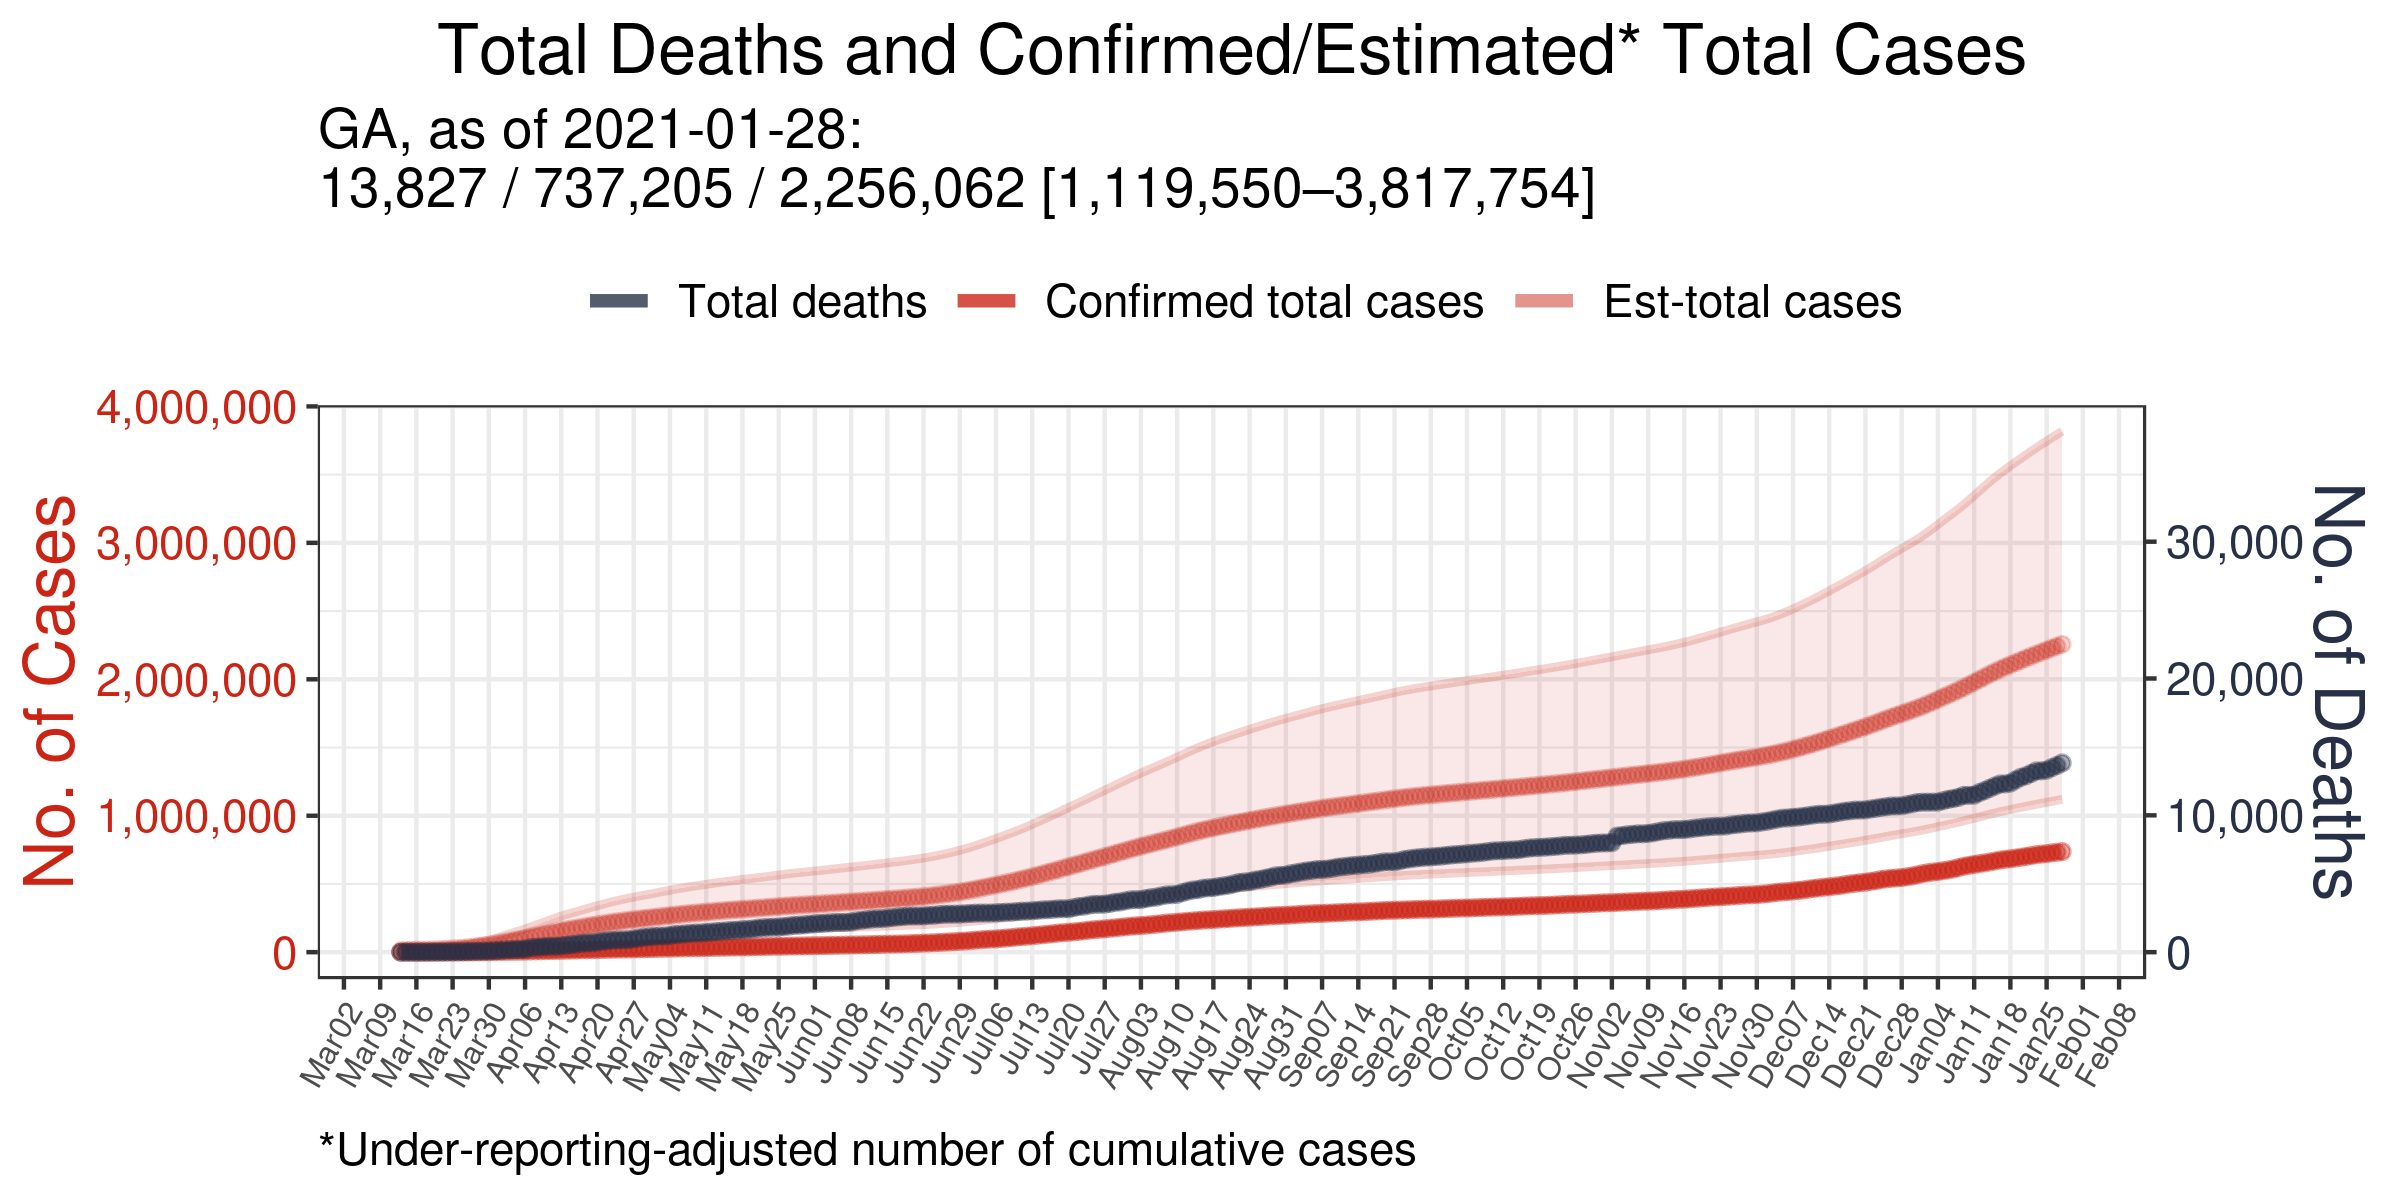 Total Deaths and Confirmed/Estimated* Total Cases
GA, as of 2021-01-28:
13,827 / 737,205 / 2,256,062 [1,119,550–3,817,754]
Total deaths
Confirmed total cases
Est-total cases
No. of Cases
4,000,000
3,000,000
2,000,000
1,000,000
0
30,000
20,000
10,000
0
No. of Deaths
Mar02
Mar09
Mar16
Mar23
Mar30
Apr06
Apr13
Apr20
Apr27
May04
May11
May18
May25
Jun01
Jun08
Jun15
Jun22
Jun29
Jul06
Jul13
Jul20
Jul27
Aug03
Aug10
Aug17
Aug24
Aug31
Sep07
Sep14
Sep21
Sep28
Oct05
Oct12
Oct19
Oct26
Nov02
Nov09
Nov16
Nov23
Nov30
Dec07
Dec14
Dec21
Dec28
Jan04
Jan11
Jan18
Jan25
Feb01
Feb08
*Under-reporting-adjusted number of cumulative cases